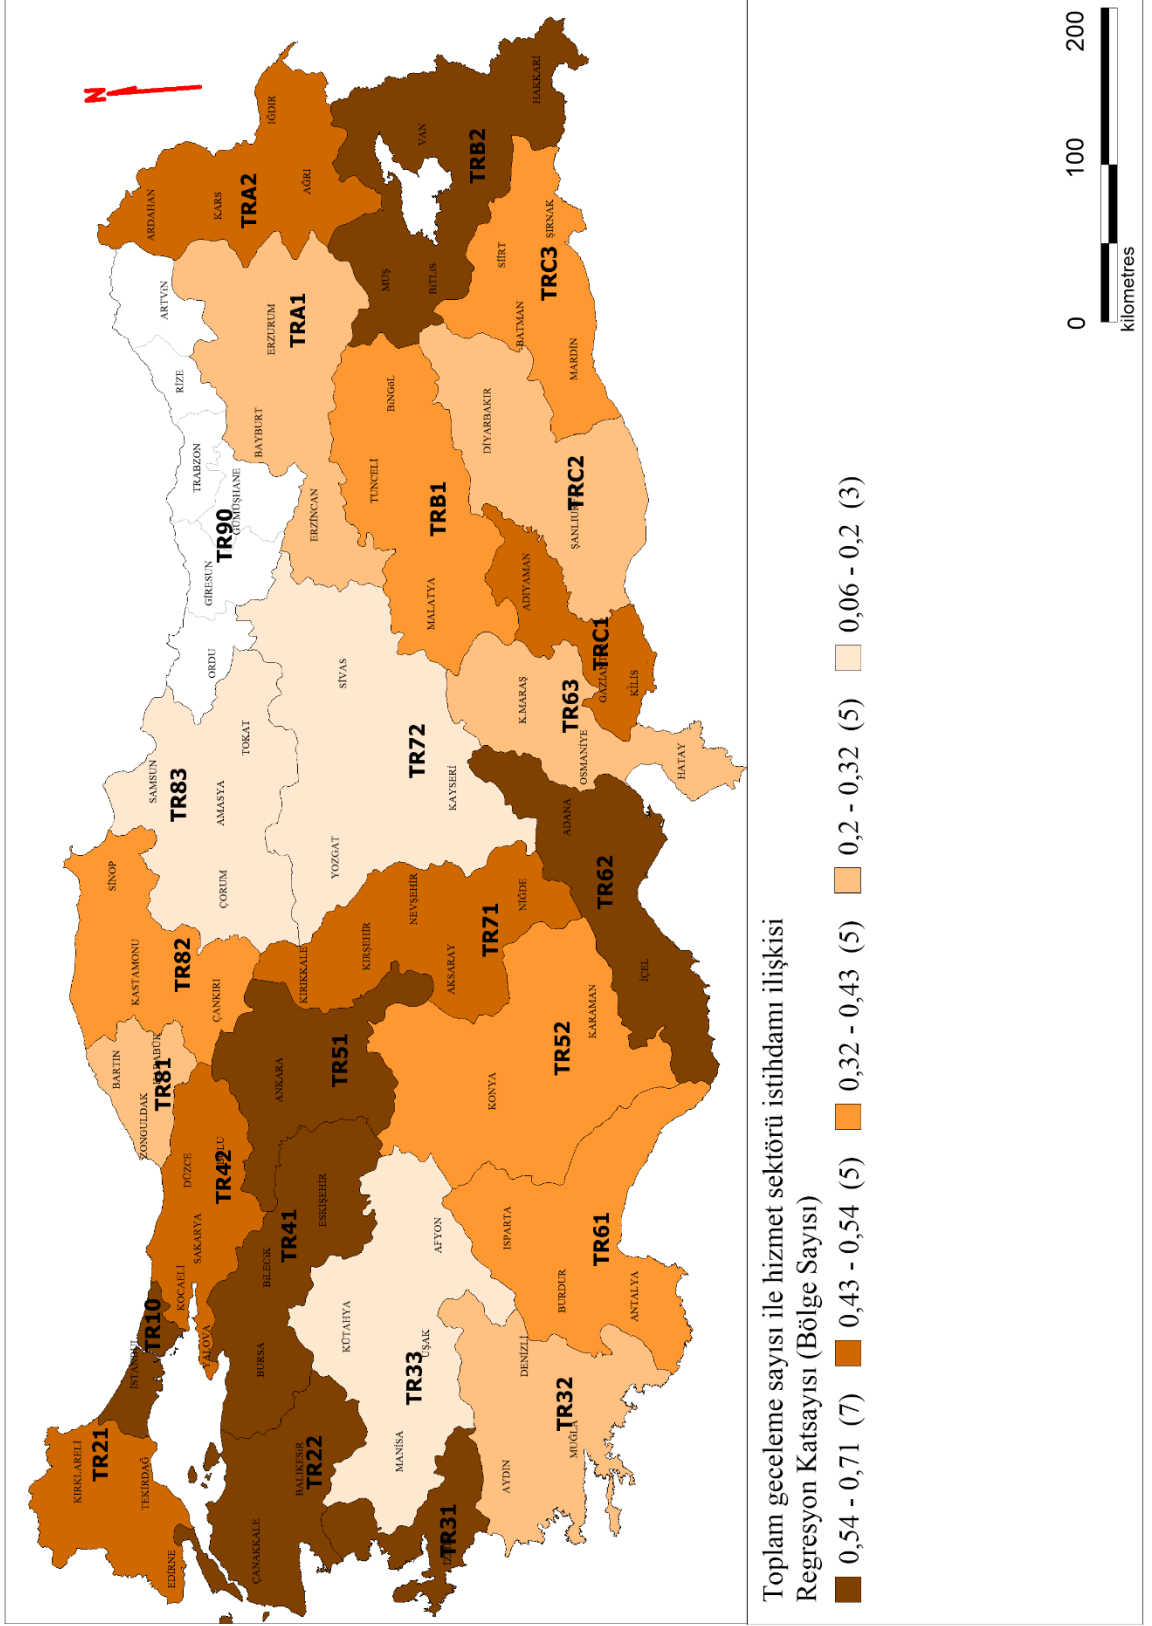 N
KIRKLARELİ
TR21
TEKİRDAĞ
EDİRNE
İSTANBUL
TR10
KOCAELİ
YALOVA
SAKARYA
DÜZCE
TR42
ZONGULDAK
BARTIN
TR81
KASTAMONU
SİNOP
TR82
ÇANKIRI
SAMSUN
TR83
TOKAT
AMASYA
ÇORUM
ORDU
GİRESUN
TR90
GÜMÜŞHANE
TRABZON
RİZE
ARTVİN
ARDAHAN
KARS
TRA2
IĞDIR
AĞRI
ERZURUM
TRA1
BAYBURT
ERZİNCAN
ÇANAKKALE
BALIKESİR
TR22
BURSA
BİLECİK
TR41
ESKİŞEHİR
ANKARA
TR51
KIRIKKALE
KIRŞEHİR
NEVŞEHİR
AKSARAY
TR71
NİĞDE
YOZGAT
SİVAS
TR72
KAYSERİ
MALATYA
TRB1
TUNCELİ
BİNGöL
MUŞ
BİTLİS
VAN
TRB2
HAKKARİ
TR31
MANİSA
TR33
UŞAK
KÜTAHYA
AFYON
AYDIN
MUĞLA
TR32
DENİZLİ
BURDUR
ISPARTA
ANTALYA
TR61
KONYA
TR52
KARAMAN
İÇEL
TR62
ADANA
OSMANİYE
HATAY
TR63
K.MARAŞ
TRC1
KİLİS
ADIYAMAN
TRC2
DİYARBAKIR
MARDİN
BATMAN
TRC3
SİİRT
ŞIRNAK
Toplam geceleme sayısı ile hizmet sektörü istihdamı ilişkisi
Regresyon Katsayısı (Bölge Sayısı)
0,54 - 0,71 (7) 0,43 - 0,54 (5) 0,32 - 0,43 (5) 0,2 - 0,32 (5) 0,06 - 0,2 (3)
0 100 200
kilometres